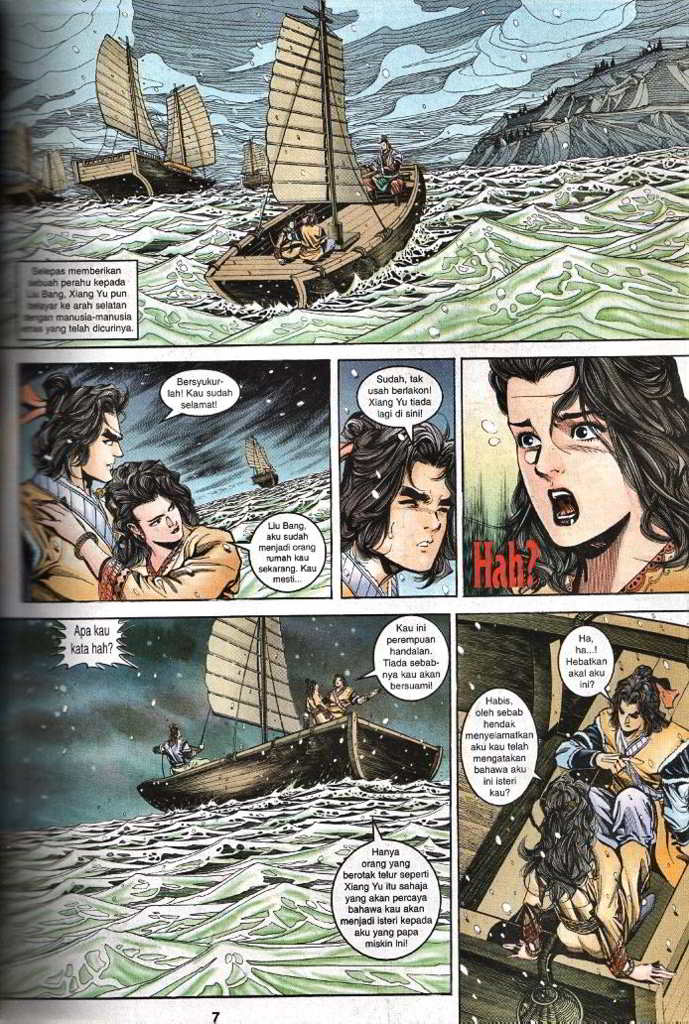 Selepas memberikan
sebuah perahu kepada
Liu Bang, Xiang Yu pun
belayar ke arah selatan
dengan manusia-manusia
emas yang telah dicurinya.
Bersyukur-
lah! Kau sudah
selamat!
Liu Bang,
aku sudah
menjadi orang
rumah kau
sekarang. Kau
mesti...
Sudah, tak
usah berlakon!
Xiang Yu tiada
lagi di sini!
Hah?
Apa kau
kata hah?
Kau ini
perempuan
handalan.
Tiada sebab-
nya kau akan
bersuami!
Hanya
orang yang
berotak telur seperti
Xiang Yu itu sahaja
yang akan percaya
bahawa kau akan
menjadi isteri kepada
aku yang papa
miskin Ini!
Ha,
ha...!
Hebatkan
akal aku
ini?
Habis,
oleh sebab
hendak
menyelamatkan
aku kau telah
mengatakan
bahawa aku
ini isteri
kau?
7